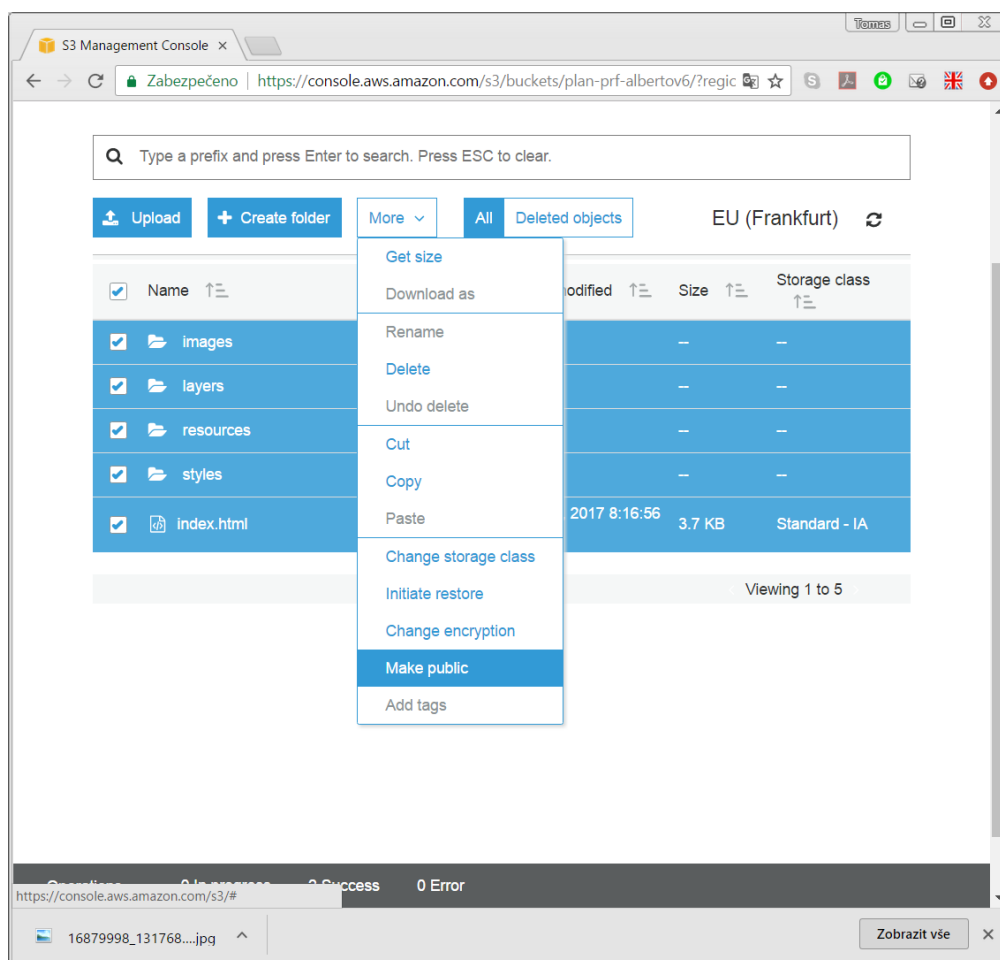 Tomas
S3 Management Console
Zabezpečeno https://console.aws.amazon.com/s3/buckets/plan-prf-albertov6/?regic
Type a prefix and press Enter to search. Press ESC to clear.
Upload Create folder More All Deleted objects EU (Frankfurt)
Name Size Storage class
images -- --
layers -- --
resources -- --
styles -- --
index.html 2017 8:16:56 3.7 KB Standard - IA
Get size
Download as
Rename
Delete
Undo delete
Cut
Copy
Paste
Change storage class
Initiate restore
Change encryption
Make public
Add tags
Viewing 1 to 5
Success 0 Error
https://console.aws.amazon.com/s3/#
16879998_131768....jpg Zobrazit vše